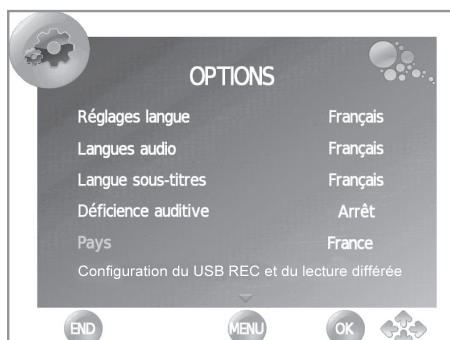 OPTIONS
Réglages langue Français
Langues audio Français
Langue sous-titres Français
Déficience auditive Arrêt
Pays France
Configuration du USB REC et du lecture différée
END MENU OK